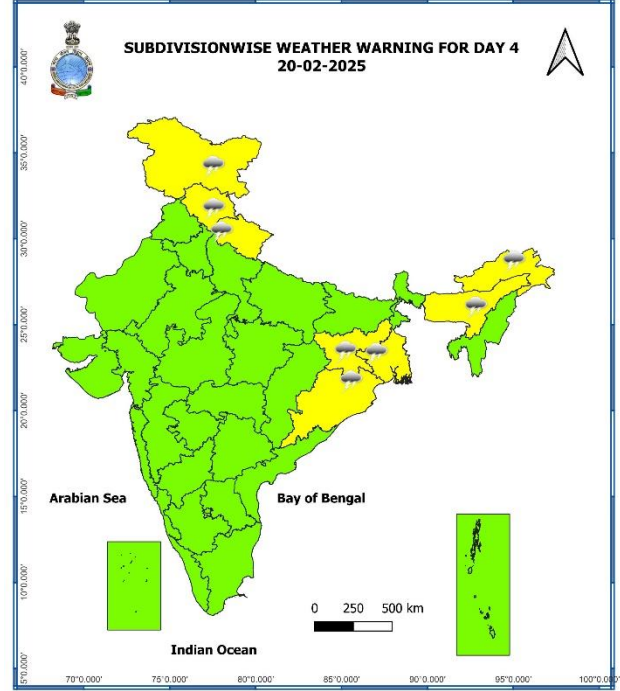 SUBDIVISIONWISE WEATHER WARNING FOR DAY 4
20-02-2025
40°0.000'
35°0.000'
30°0.000'
25°0.000'
20°0.000'
15°0.000'
10°0.000'
5°0.000'
Arabian Sea
Bay of Bengal
0 250 500 km
Indian Ocean
70°0.000' 75°0.000' 80°0.000' 85°0.000' 90°0.000' 95°0.000' 100°0.000'